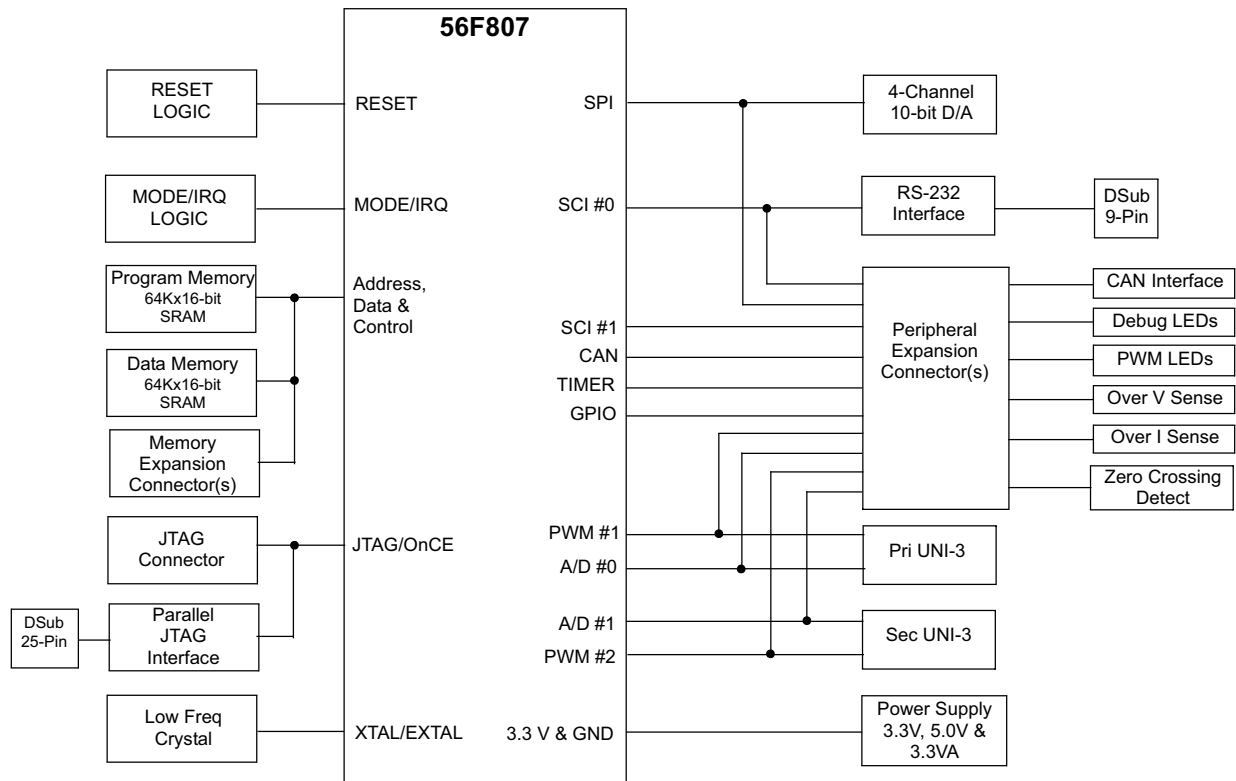 56F807
RESET
LOGIC
MODE/IRQ
LOGIC
Program Memory
64Kx16-bit
SRAM
Data Memory
64Kx16-bit
SRAM
Memory
Expansion
Connector(s)
JTAG
Connector
DSub
25-Pin
Parallel
JTAG
Interface
Low Freq
Crystal
RESET
MODE/IRQ
Address,
Data &
Control
JTAG/OnCE
XTAL/EXTAL
SPI
SCI #0
SCI #1
CAN
TIMER
GPIO
PWM #1
A/D #0
A/D #1
PWM #2
3.3 V & GND
4-Channel
10-bit D/A
RS-232
Interface
DSub
9-Pin
Peripheral
Expansion
Connector(s)
CAN Interface
Debug LEDs
PWM LEDs
Over V Sense
Over I Sense
Zero Crossing
Detect
Pri UNI-3
Sec UNI-3
Power Supply
3.3V, 5.0V &
3.3VA